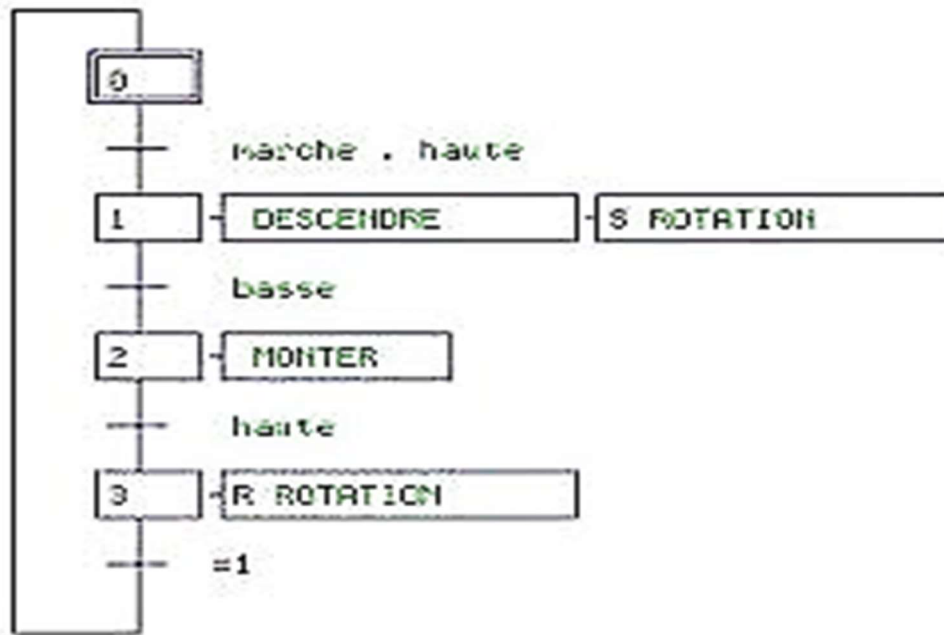 0
marche . haute
1 DESCENDRE S ROTATION
basse
2 MONTER
haute
3 R ROTATION
=1